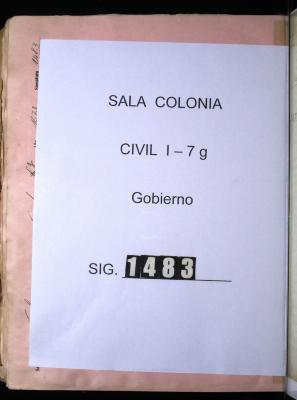 SALA COLONIA
CIVIL I – 7 g
Gobierno
SIG. 1483